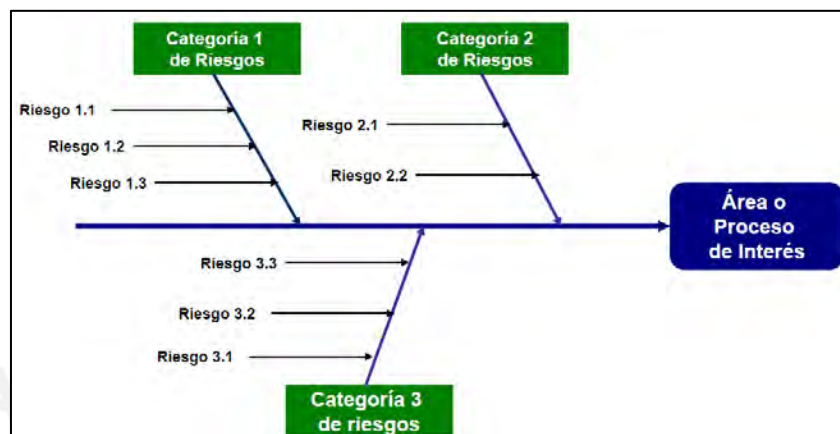 Categoria 1
de Riesgos
Categoria 2
de Riesgos
Riesgo 1.1
Riesgo 1.2
Riesgo 1.3
Riesgo 2.1
Riesgo 2.2
Área o
Proceso
de Interés
Riesgo 3.3
Riesgo 3.2
Riesgo 3.1
Categoría 3
de riesgos